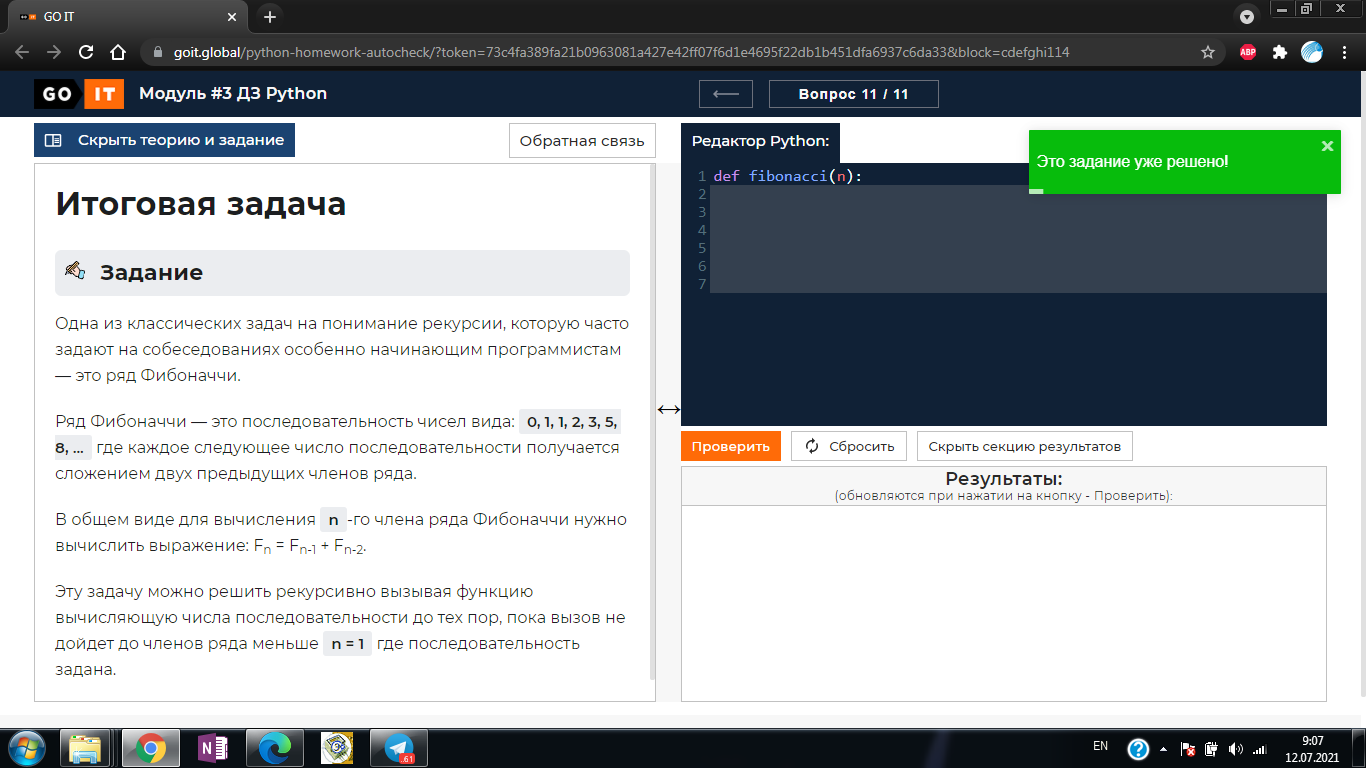 GO IT
goit.global/python-homework-autocheck/?token=73c4fa389fa21b0963081a427e42ff07f6d1e4695f22db1b451dfa6937c6da33&block=cdefghi114
ABP
GO IT
Модуль #3 ДЗ Python
Вопрос 11 / 11
Скрыть теорию и задание
Обратная связь
Итоговая задача
Задание
Одна из классических задач на понимание рекурсии, которую часто
задают на собеседованиях особенно начинающим программистам
— это ряд Фибоначчи.
Ряд Фибоначчи — это последовательность чисел вида: 0, 1, 1, 2, 3, 5,
8, ... где каждое следующее число последовательности получается
сложением двух предыдущих членов ряда.
В общем виде для вычисления n -го члена ряда Фибоначчи нужно
вычислить выражение: Fn = Fn-1 + Fn-2.
Эту задачу можно решить рекурсивно вызывая функцию
вычисляющую числа последовательности до тех пор, пока вызов не
дойдет до членов ряда меньше n = 1 где последовательность
задана.
Редактор Python:
Это задание уже решено!
1 def fibonacci(n):
2
3
4
5
6
7
Проверить
Сбросить
Скрыть секцию результатов
Результаты:
(обновляются при нажатии на кнопку - Проверить):
N
61
EN
9:07
12.07.2021